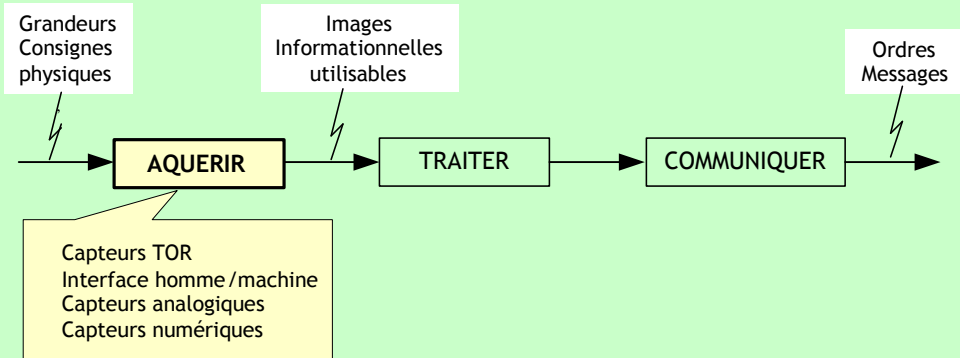 Grandeurs
Consignes
physiques
Images
Informationnelles
utilisables
Ordres
Messages
AQUERIR
TRAITER
COMMUNIQUER
Capteurs TOR
Interface homme/machine
Capteurs analogiques
Capteurs numériques